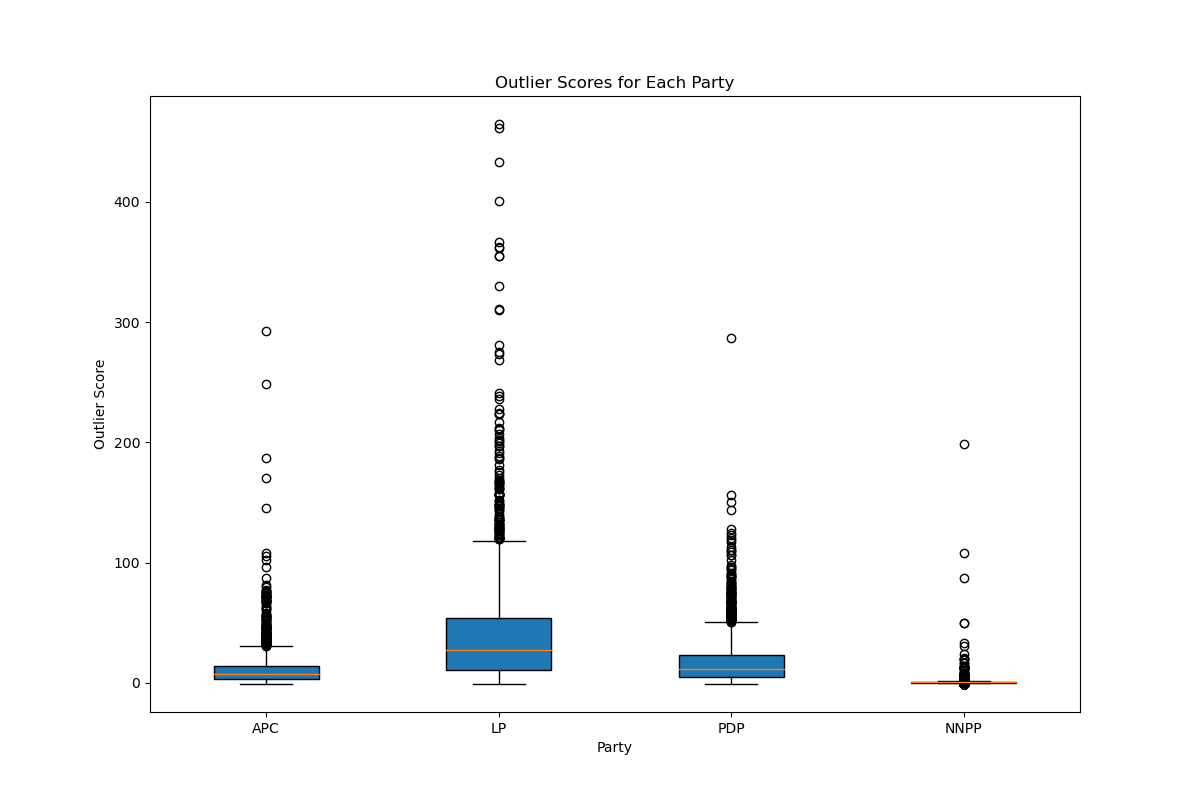 Outlier Scores for Each Party
Outlier Score
400
300
200
100
0
APC LP PDP NNPP
Party